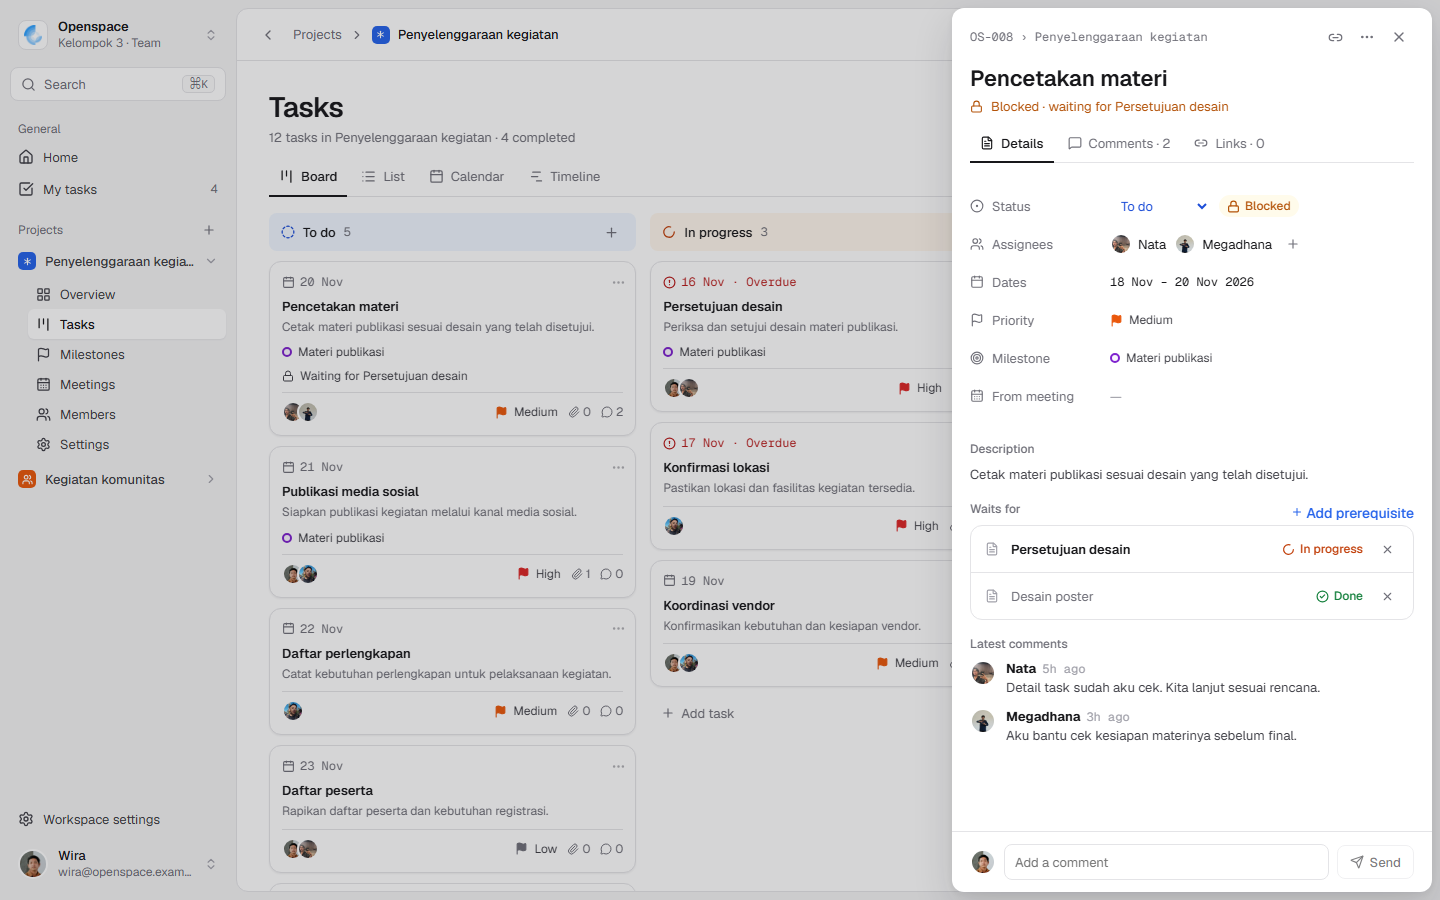 Openspace
Kelompok 3 · Team
Search
⌘K
General
Home
My tasks 4
Projects
Penyelenggaraan kegia...
Overview
Tasks
Milestones
Meetings
Members
Settings
Kegiatan komunitas
Workspace settings
Wira
wira@openspace.exam...
Projects
Penyelenggaraan kegiatan
Tasks
12 tasks in Penyelenggaraan kegiatan · 4 completed
Board
List
Calendar
Timeline
To do 5
20 Nov
Pencetakan materi
Cetak materi publikasi sesuai desain yang telah disetujui.
Materi publikasi
Waiting for Persetujuan desain
Medium 0 2
21 Nov
Publikasi media sosial
Siapkan publikasi kegiatan melalui kanal media sosial.
Materi publikasi
High 1 0
22 Nov
Daftar perlengkapan
Catat kebutuhan perlengkapan untuk pelaksanaan kegiatan.
Medium 0 0
23 Nov
Daftar peserta
Rapikan daftar peserta dan kebutuhan registrasi.
Low 0 0
In progress 3
16 Nov · Overdue
Persetujuan desain
Periksa dan setujui desain materi publikasi.
Materi publikasi
High
17 Nov · Overdue
Konfirmasi lokasi
Pastikan lokasi dan fasilitas kegiatan tersedia.
High
19 Nov
Koordinasi vendor
Konfirmasikan kebutuhan dan kesiapan vendor.
Medium
Add task
OS-008 › Penyelenggaraan kegiatan
Pencetakan materi
Blocked · waiting for Persetujuan desain
Details
Comments · 2
Links · 0
Status To do Blocked
Assignees Nata Megadhana
Dates 18 Nov – 20 Nov 2026
Priority Medium
Milestone Materi publikasi
From meeting —
Description
Cetak materi publikasi sesuai desain yang telah disetujui.
Waits for
Add prerequisite
Persetujuan desain In progress
Desain poster Done
Latest comments
Nata 5h ago
Detail task sudah aku cek. Kita lanjut sesuai rencana.
Megadhana 3h ago
Aku bantu cek kesiapan materinya sebelum final.
Add a comment
Send